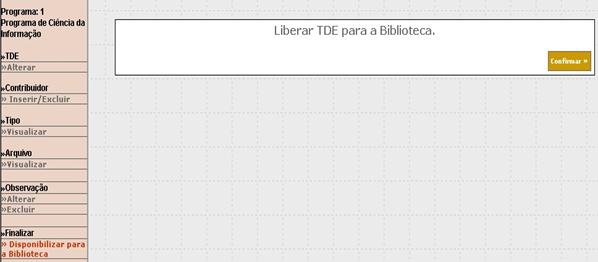 Programa: 1
Programa de Ciência da
Informação
»TDE
»Alterar
»Contribuidor
» Inserir/Excluir
»Tipo
»Visualizar
»Arquivo
»Visualizar
»Observação
»Alterar
»Excluir
»Finalizar
» Disponibilizar para
a Biblioteca
Liberar TDE para a Biblioteca.
Confirmar »